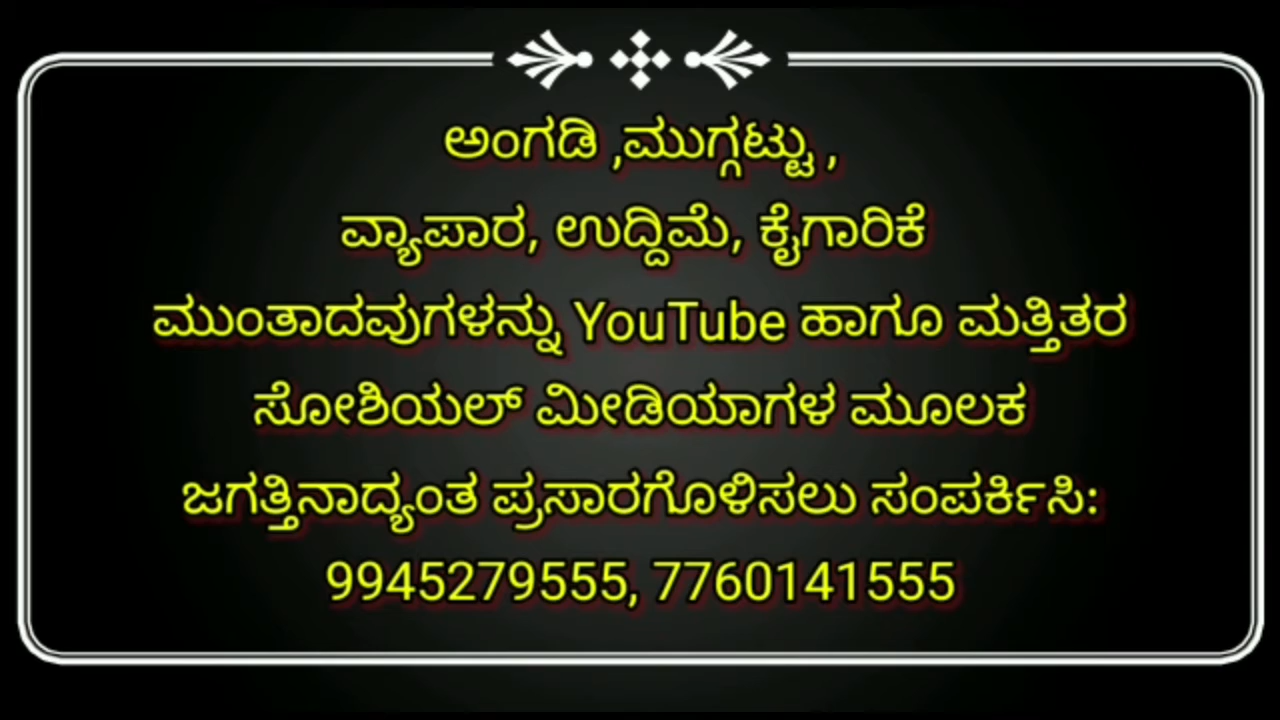 ಅಂಗಡಿ ,ಮುಗ್ಗಟ್ಟು ,
ವ್ಯಾಪಾರ, ಉದ್ದಿಮೆ, ಕೈಗಾರಿಕೆ
ಮುಂತಾದವುಗಳನ್ನು YouTube ಹಾಗೂ ಮತ್ತಿತರ
ಸೋಶಿಯಲ್ ಮೀಡಿಯಾಗಳ ಮೂಲಕ
ಜಗತ್ತಿನಾದ್ಯಂತ ಪ್ರಸಾರಗೊಳಿಸಲು ಸಂಪರ್ಕಿಸಿ:
9945279555, 7760141555